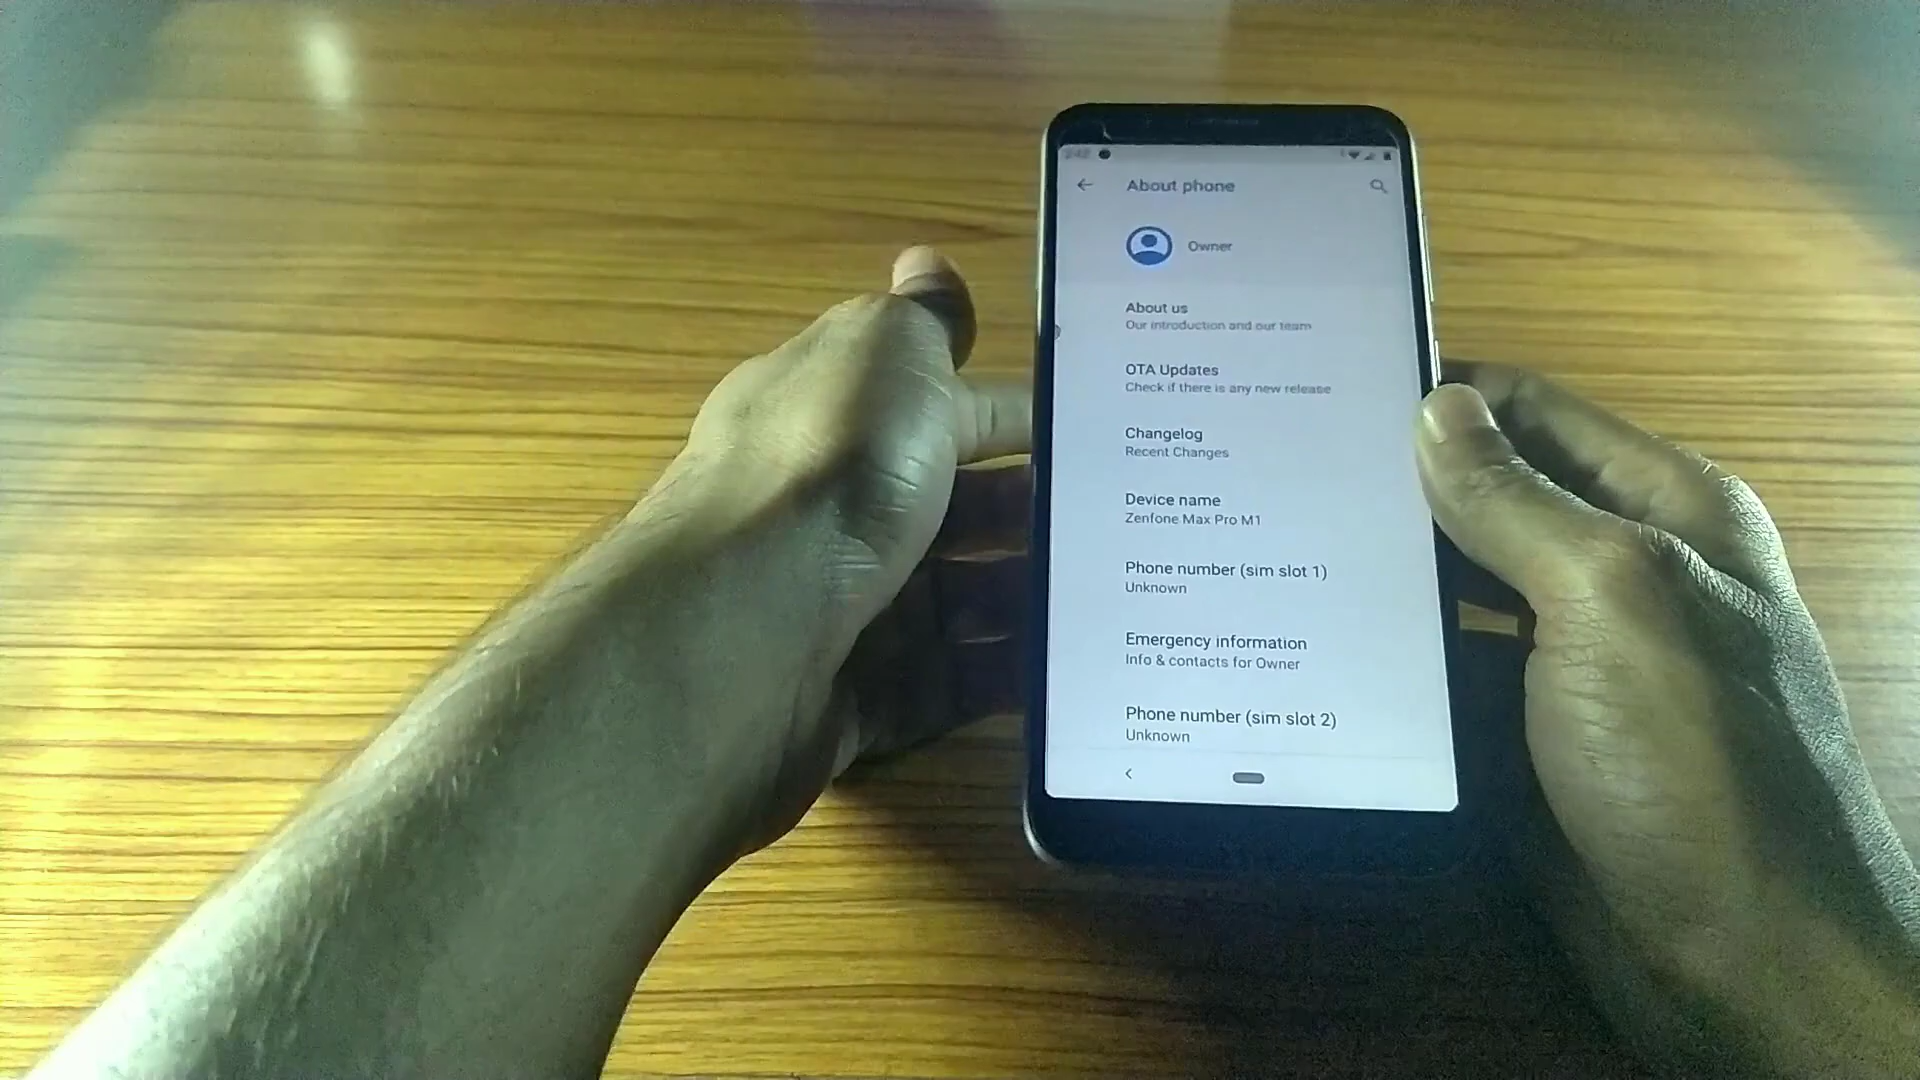 About phone
Owner
About us
Our introduction and our team
OTA Updates
Check if there is any new release
Changelog
Recent Changes
Device name
Zenfone Max Pro M1
Phone number (sim slot 1)
Unknown
Emergency information
Info & contacts for Owner
Phone number (sim slot 2)
Unknown